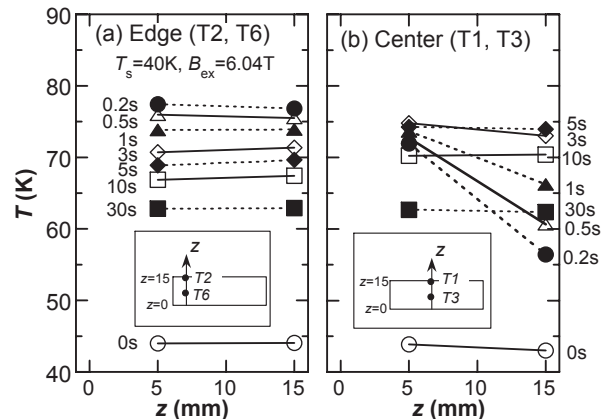 90
80
70
60
50
40
T (K)
(a) Edge (T2, T6)
Ts=40K, Bex=6.04T
0.2s
0.5s
1s
3s
5s
10s
30s
0s
z
z=15
T2
T6
z=0
0
5
10
15
z (mm)
(b) Center (T1, T3)
5s
3s
10s
1s
30s
0.5s
0.2s
0s
z
z=15
T1
T3
z=0
0
5
10
15
z (mm)